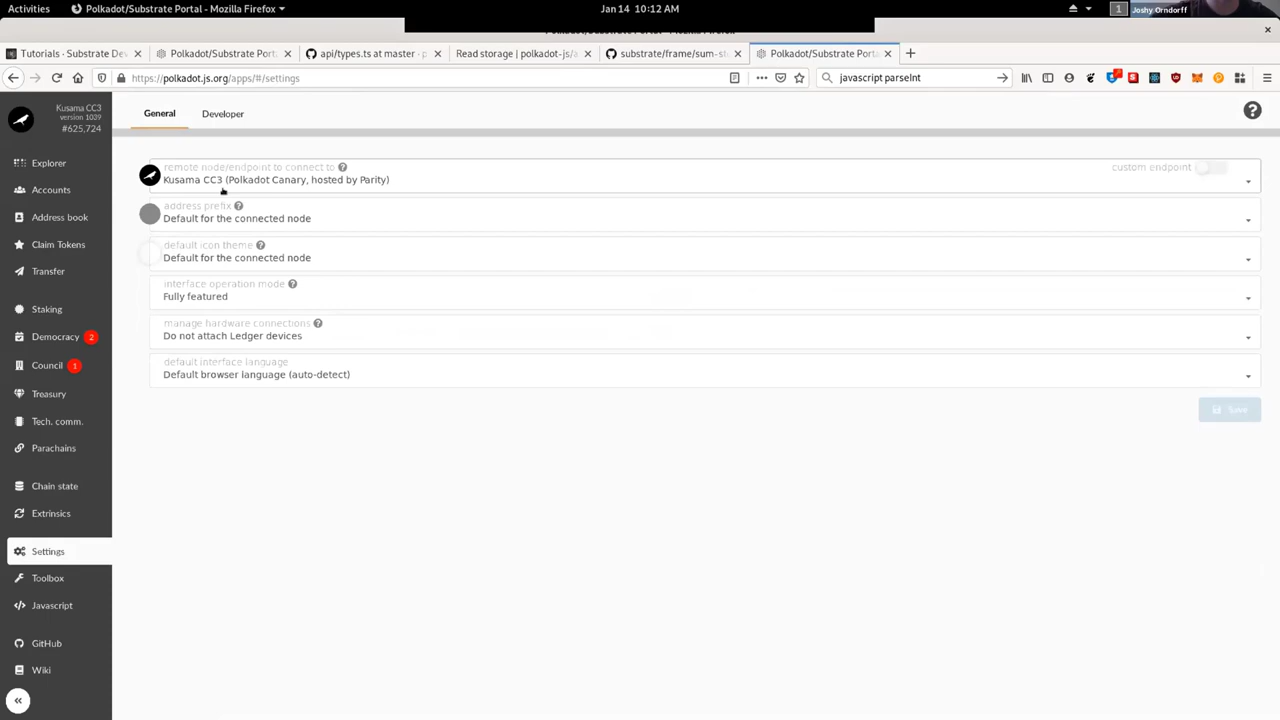 Activities
Polkadot/Substrate Portal - Mozilla Firefox
Jan 14 10:12 AM
1
Joshy Orndorff
Tutorials - Substrate De
Polkadot/Substrate Port
api/types.ts at master · p
Read storage | polkadot-js/a
substrate/frame/sum-st
Polkadot/Substrate Porta
https://polkadot.js.org/apps/#/settings
javascript parseInt
Kusama CC3
version 1039
#625,724
General
Developer
Explorer
Accounts
Address book
Claim Tokens
Transfer
Staking
Democracy 2
Council 1
Treasury
Tech. comm.
Parachains
Chain state
Extrinsics
Settings
Toolbox
Javascript
GitHub
Wiki
remote node/endpoint to connect to
custom endpoint
Kusama CC3 (Polkadot Canary, hosted by Parity)
address prefix
Default for the connected node
default icon theme
Default for the connected node
interface operation mode
Fully featured
manage hardware connections
Do not attach Ledger devices
default interface language
Default browser language (auto-detect)
Save